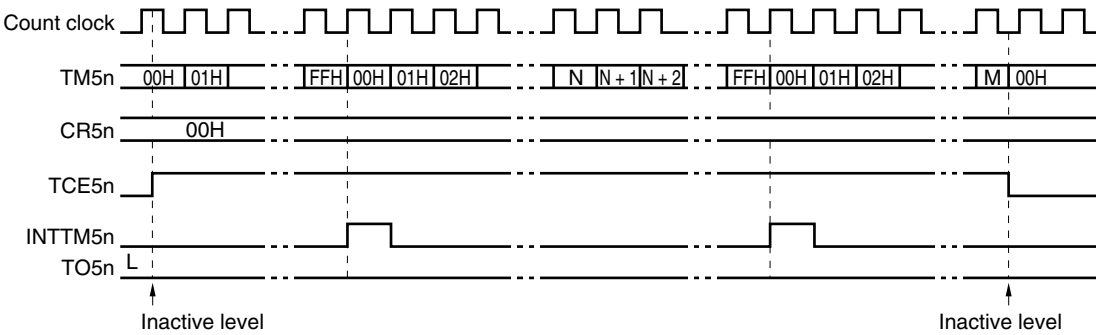 Count clock
TM5n 00H 01H FFH 00H 01H 02H N N + 1 N + 2 FFH 00H 01H 02H M 00H
CR5n 00H
TCE5n
INTTM5n
TO5n L
Inactive level Inactive level